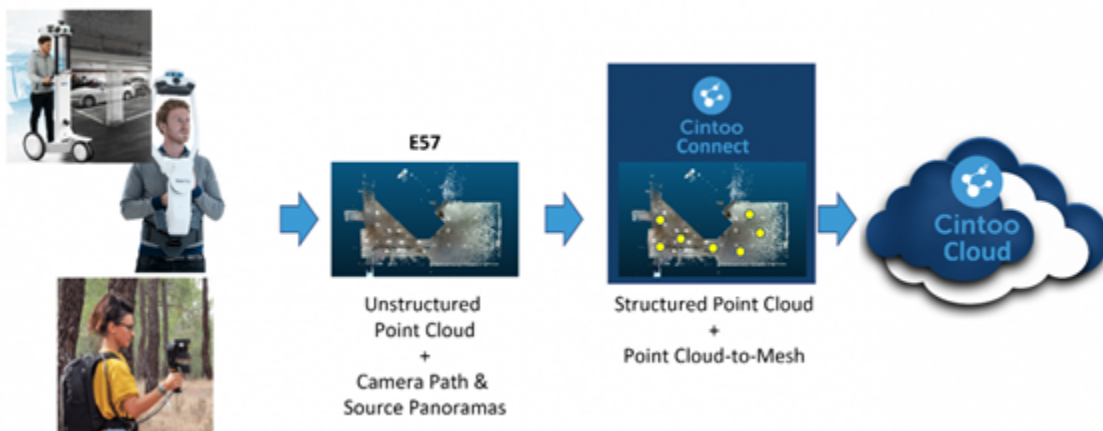 E57
Unstructured
Point Cloud
+
Camera Path &
Source Panoramas
Cintoo
Connect
Structured Point Cloud
+
Point Cloud-to-Mesh
Cintoo
Cloud